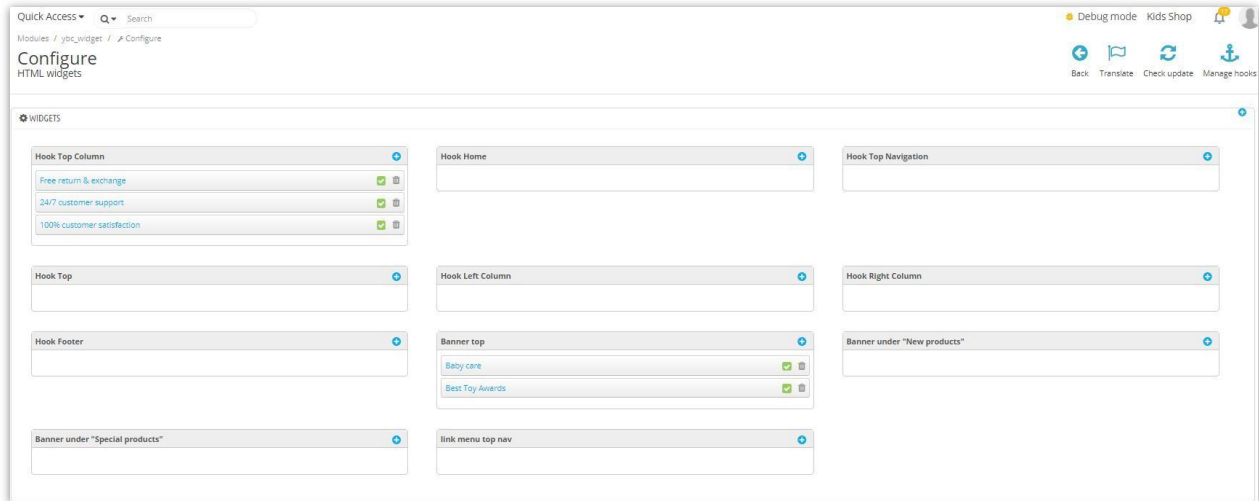 Quick Access
Search
Debug mode
Kids Shop
17
Modules / ybc_widget / Configure
Configure
HTML widgets
Back
Translate
Check update
Manage hooks
WIDGETS
Hook Top Column
Free return & exchange
24/7 customer support
100% customer satisfaction
Hook Home
Hook Top Navigation
Hook Top
Hook Left Column
Hook Right Column
Hook Footer
Banner top
Baby care
Best Toy Awards
Banner under "New products"
Banner under "Special products"
link menu top nav